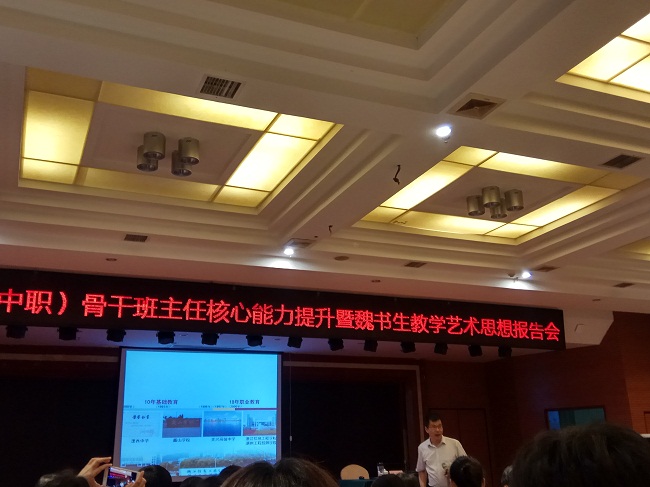 中职）骨干班主任核心能力提升暨魏书生教学艺术思想报告会
10年基础教育
10年职业教育